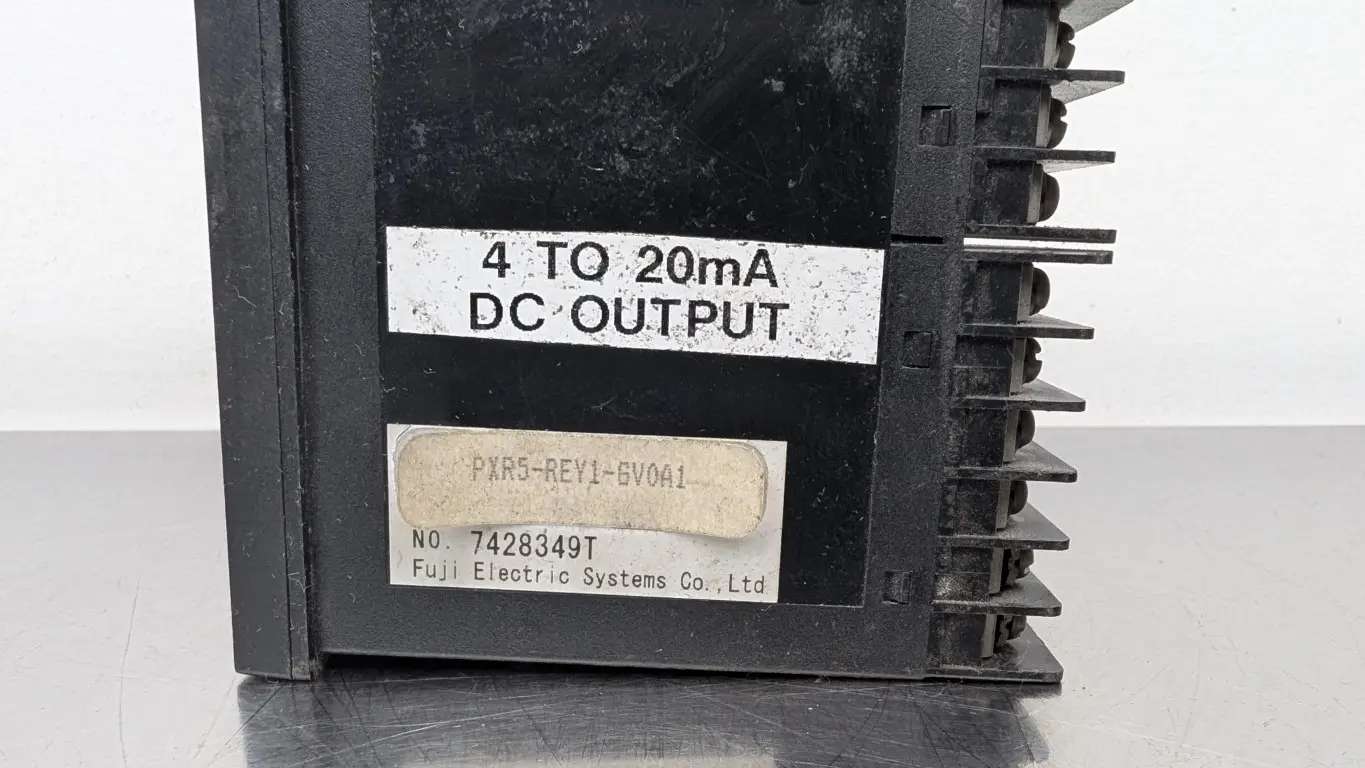 4 TO 20mA
DC OUTPUT
PXR5-REY1-6V0A1
NO. 7428349T
Fuji Electric Systems Co.,Ltd